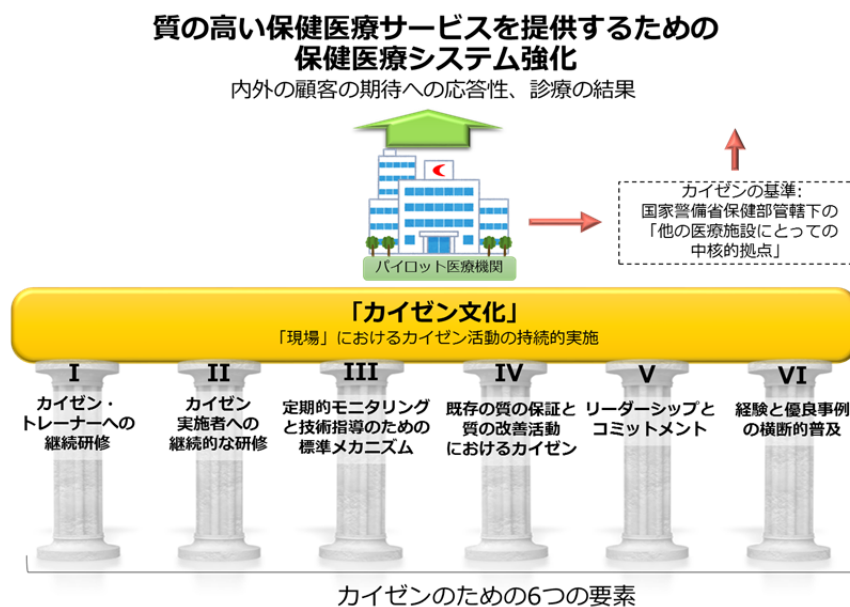 質の高い保健医療サービスを提供するための
保健医療システム強化
内外の顧客の期待への応答性、診療の結果
カイゼンの基準:
国家警備省保健部管轄下の
「他の医療施設にとっての
中核的拠点」
パイロット医療機関
「カイゼン文化」
「現場」におけるカイゼン活動の持続的実施
I
カイゼン・
トレーナーへの
継続研修
II
カイゼン
実施者への
継続的な研修
III
定期的モニタリング
と技術指導のための
標準メカニズム
IV
既存の質の保証と
質の改善活動
におけるカイゼン
V
リーダーシップと
コミットメント
VI
経験と優良事例
の横断的普及
カイゼンのための6つの要素